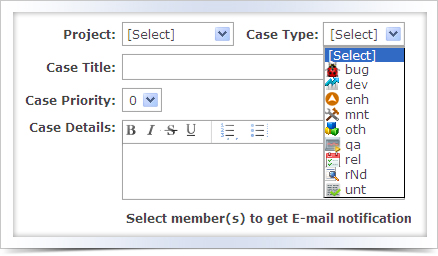 Project: [Select] Case Type: [Select]
[Select]
Case Title: bug
dev
Case Priority: 0 enh
mnt
Case Details: B I S U oth
qa
rel
rNd
unt
Select member(s) to get E-mail notification